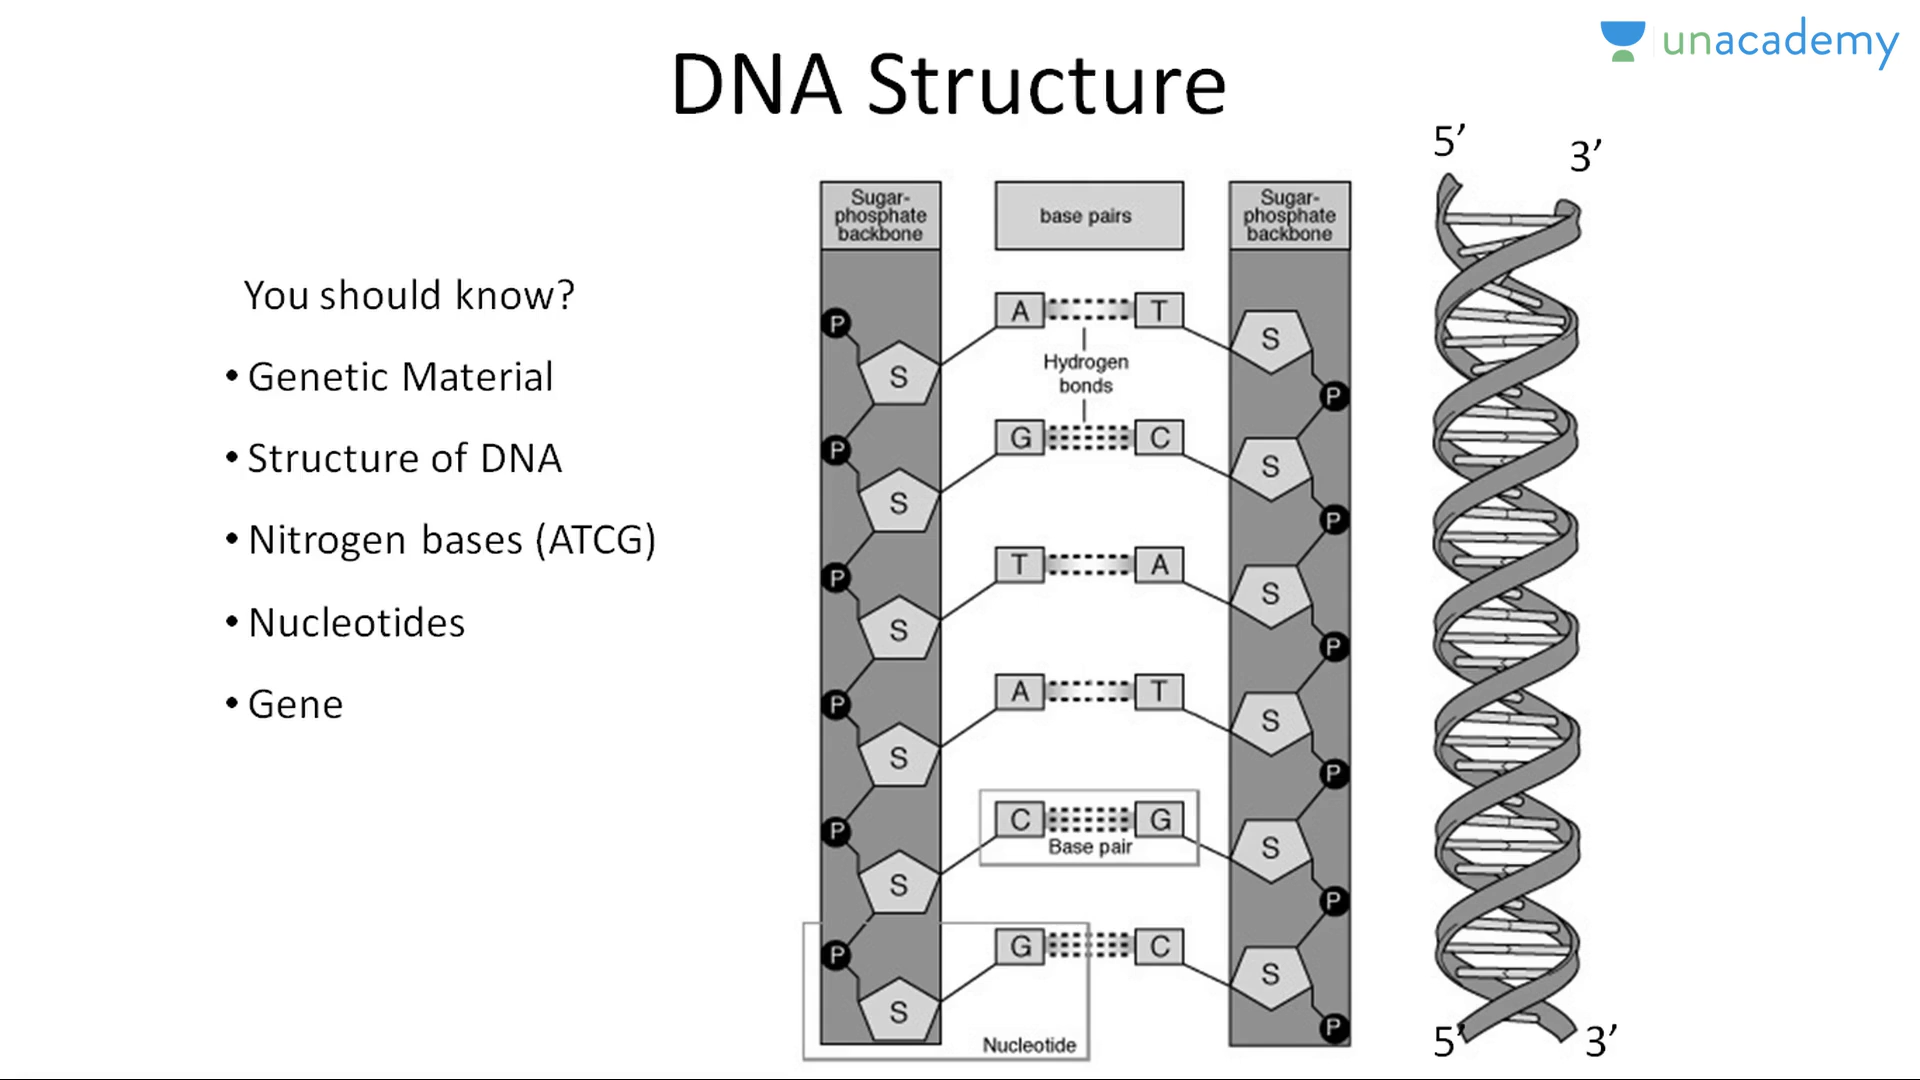 unacademy
DNA Structure
You should know?
• Genetic Material
• Structure of DNA
• Nitrogen bases (ATCG)
• Nucleotides
• Gene
Sugar-
phosphate
backbone
base pairs
Sugar-
phosphate
backbone
5’
3’
P
A
T
S
S
Hydrogen
bonds
P
P
G
C
S
S
P
P
T
A
S
S
P
P
A
T
S
S
P
P
C
G
Base pair
S
S
P
P
G
C
S
S
P
Nucleotide
5’
3’